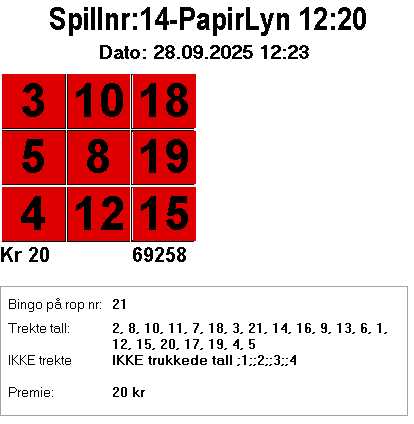 Spillnr:14-PapirLyn 12:20
Dato: 28.09.2025 12:23
3 10 18
5 8 19
4 12 15
Kr 20 69258
Bingo på rop nr: 21
Trekte tall: 2, 8, 10, 11, 7, 18, 3, 21, 14, 16, 9, 13, 6, 1,
12, 15, 20, 17, 19, 4, 5
IKKE trekte IKKE trukkede tall ;1;;2;;3;;4
Premie: 20 kr